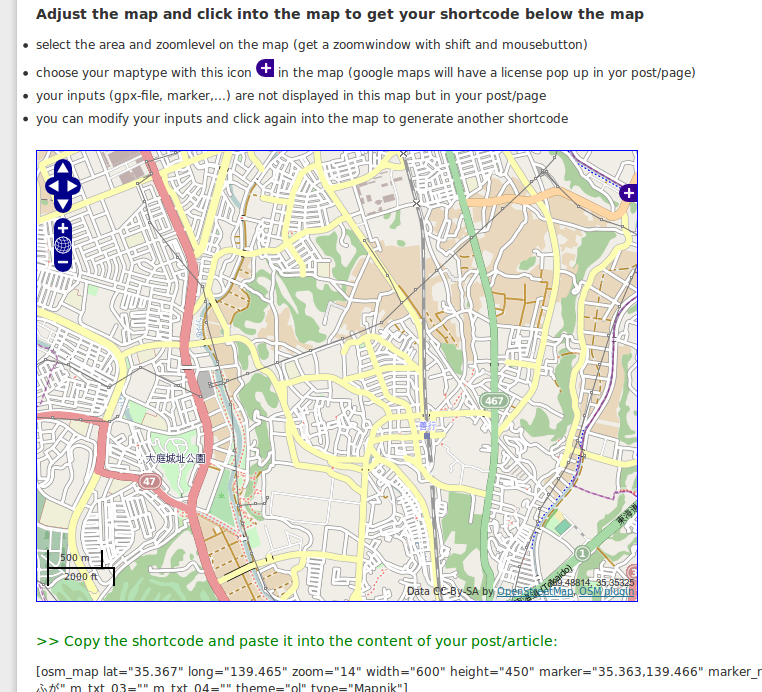 Adjust the map and click into the map to get your shortcode below the map
select the area and zoomlevel on the map (get a zoomwindow with shift and mousebutton)
choose your maptype with this icon + in the map (google maps will have a license pop up in yor post/page)
your inputs (gpx-file, marker,...) are not displayed in this map but in your post/page
you can modify your inputs and click again into the map to generate another shortcode
467
善行
大庭城址公園
47
1
500 m
2000 ft
Data CC-By-SA by OpenStreetMap, OSM plugin
>> Copy the shortcode and paste it into the content of your post/article:
[osm_map lat="35.367" long="139.465" zoom="14" width="600" height="450" marker="35.363,139.466" marker_r
ふが" m_txt_03="" m_txt_04="" theme="ol" type="Mapnik"]